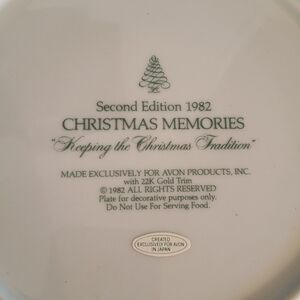 Second Edition 1982
CHRISTMAS MEMORIES
"Keeping the Christmas Tradition"
MADE EXCLUSIVELY FOR AVON PRODUCTS, INC.
with 22K Gold Trim
© 1982 ALL RIGHTS RESERVED
Plate for decorative purposes only.
Do Not Use For Serving Food.
CREATED
EXCLUSIVELY FOR AVON
IN JAPAN